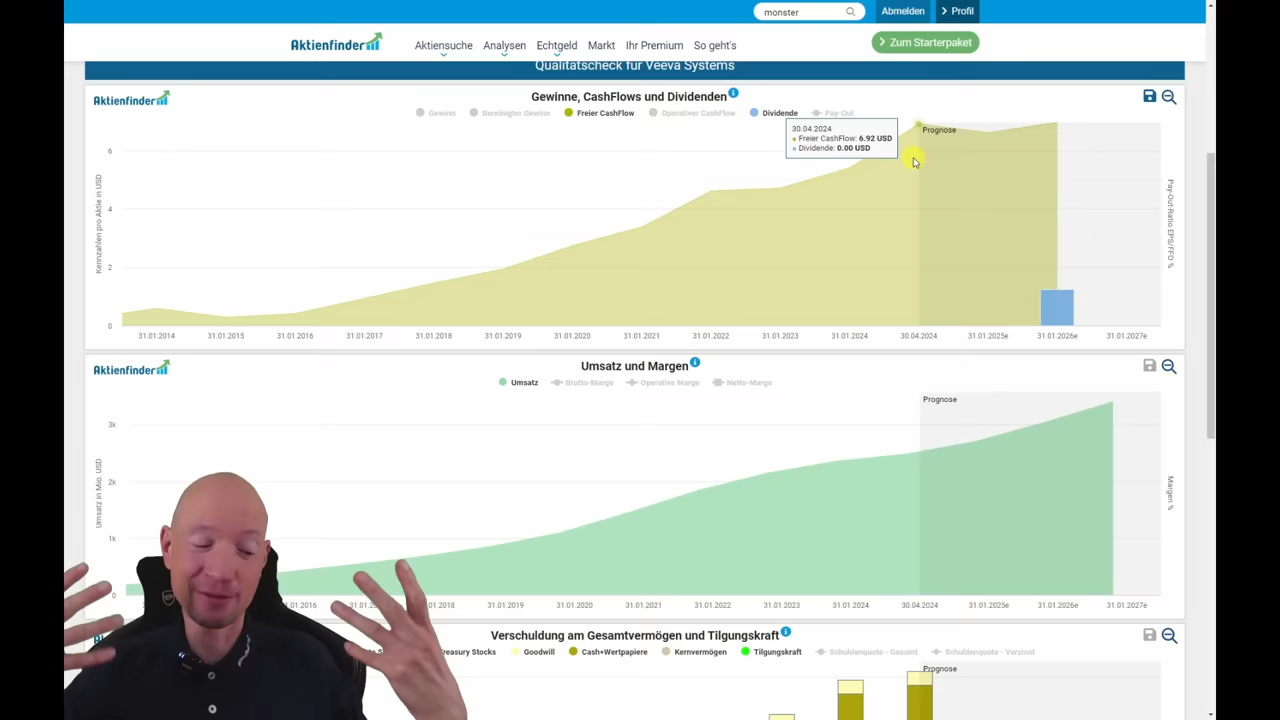 monster
Abmelden
Profil
Aktienfinder
Aktiensuche Analysen Echtgeld Markt Ihr Premium So geht's
Zum Starterpaket
Qualitätscheck für Veeva Systems
Aktienfinder
Gewinne, CashFlows und Dividenden
Gewinn Bereinigter Gewinn Freier CashFlow Operativer CashFlow Dividende Pay-Out
30.04.2024
Freier CashFlow: 6.92 USD
Dividende: 0.00 USD
Prognose
Kennzahlen pro Aktie in USD
6
4
2
0
Pay-Out-Ratio EPS/FFO %
31.01.2014 31.01.2015 31.01.2016 31.01.2017 31.01.2018 31.01.2019 31.01.2020 31.01.2021 31.01.2022 31.01.2023 31.01.2024 30.04.2024 31.01.2025e 31.01.2026e 31.01.2027e
Aktienfinder
Umsatz und Margen
Umsatz Brutto-Marge Operative Marge Netto-Marge
Prognose
Umsatz in Mio. USD
3k
2k
1k
0
Margen %
31.01.2016 31.01.2018 31.01.2019 31.01.2020 31.01.2021 31.01.2022 31.01.2023 31.01.2024 30.04.2024 31.01.2025e 31.01.2026e 31.01.2027e
Verschuldung am Gesamtvermögen und Tilgungskraft
Treasury Stocks Goodwill Cash+Wertpapiere Kernvermögen Tilgungskraft Schuldenquote - Gesamt Schuldenquote - Verzinst
Prognose